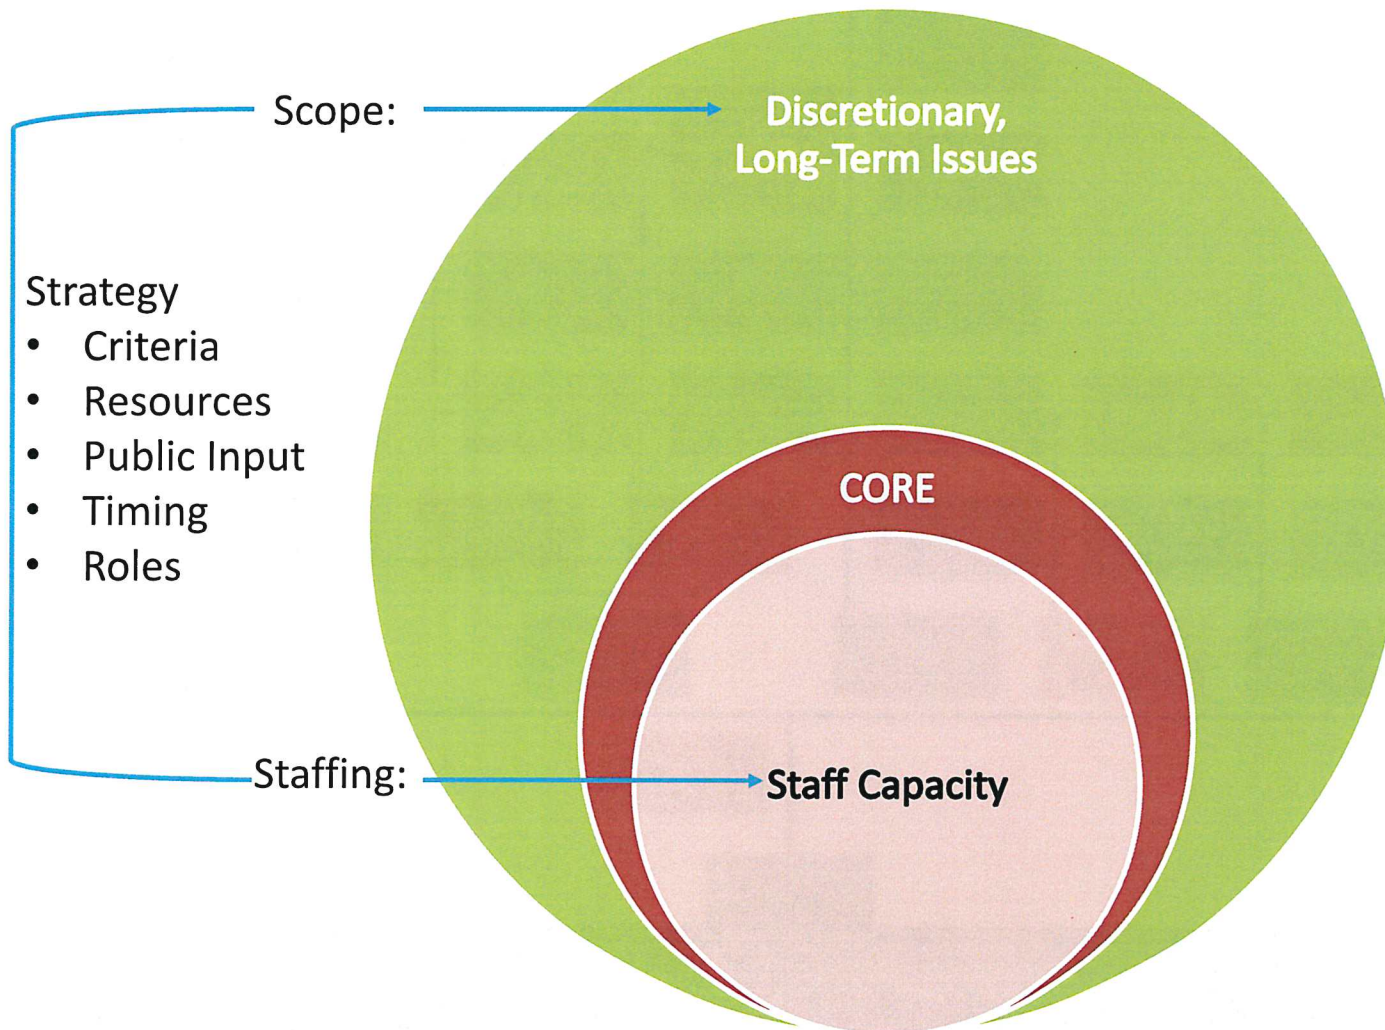 Scope:
Discretionary,
Long-Term Issues
Strategy
• Criteria
• Resources
• Public Input
• Timing
• Roles
CORE
Staffing:
Staff Capacity